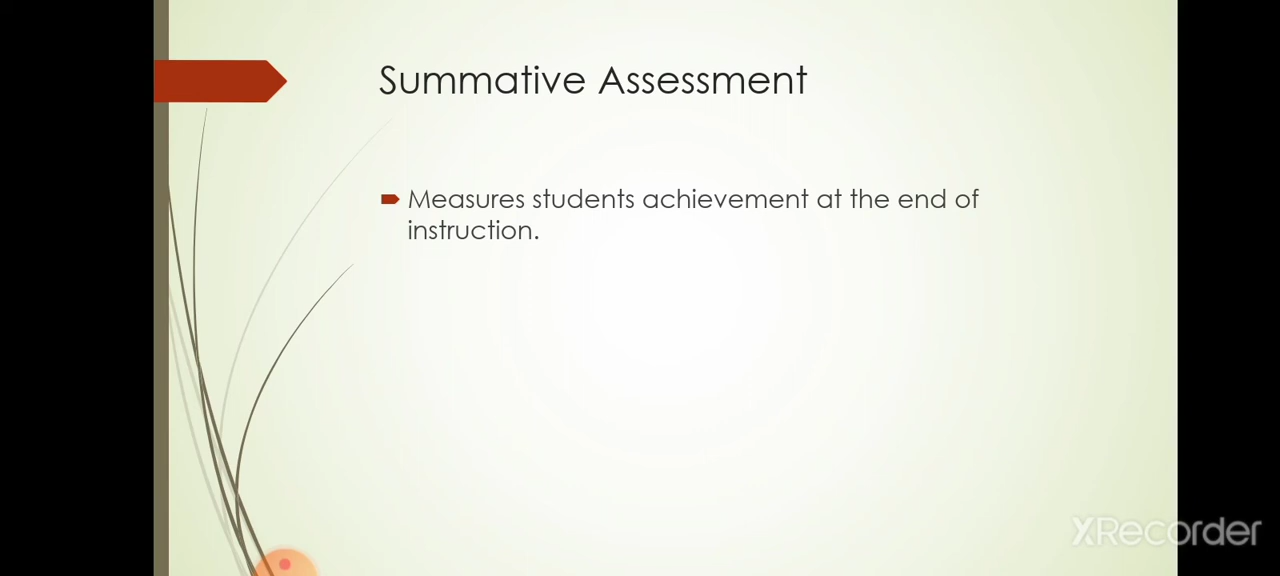 Summative Assessment
Measures students achievement at the end of
instruction.
XRecorder